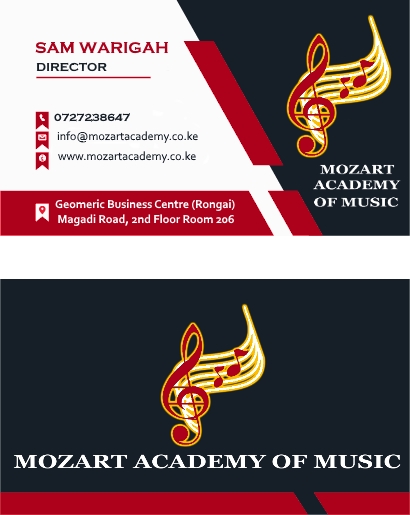 SAM WARIGAH
DIRECTOR
0727238647
info@mozartacademy.co.ke
www.mozartacademy.co.ke
Geomeric Business Centre (Rongai)
Magadi Road, 2nd Floor Room 206
MOZART
ACADEMY
OF MUSIC
MOZART ACADEMY OF MUSIC